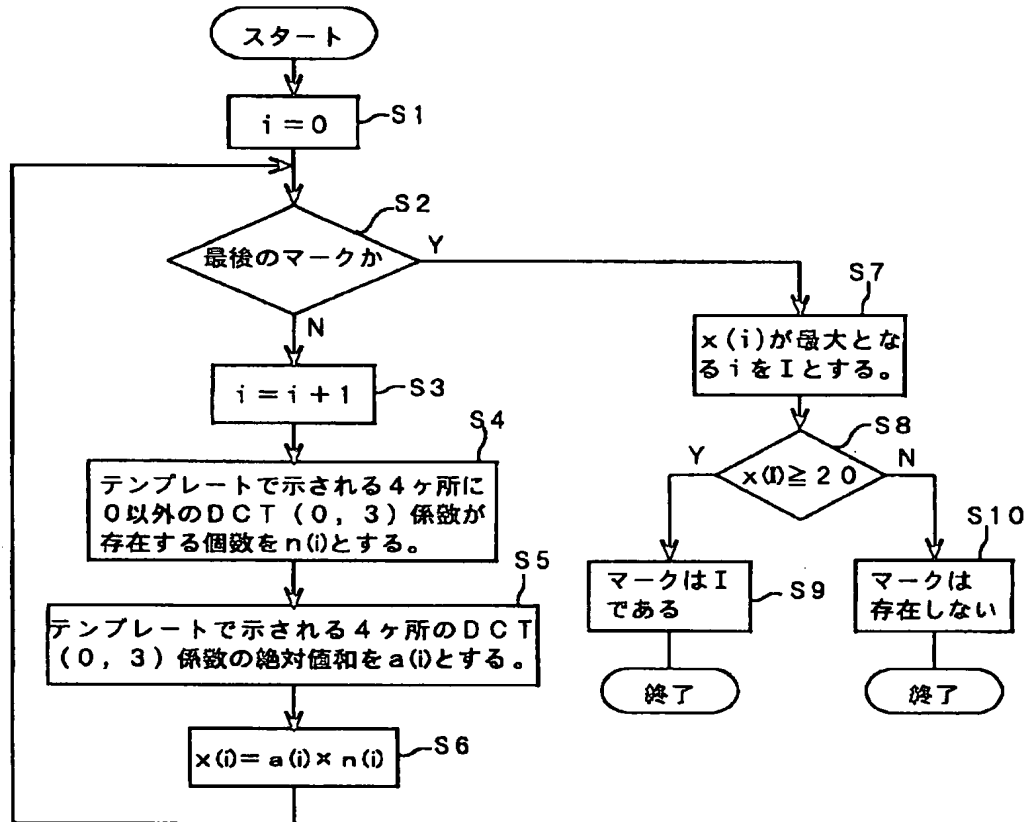 スタート
i=0
S1
S2
最後のマークか
Y
N
i=i+1
S3
S4
テンプレートで示される4ヶ所に
0以外のDCT(0,3)係数が
存在する個数をn(i)とする。
S5
テンプレートで示される4ヶ所のDCT
(0,3)係数の絶対値和をa(i)とする。
x(i)=a(i)×n(i)
S6
S7
x(i)が最大とな
るiをIとする。
S8
Y
x(I)≧20
N
マークはI
である
S9
S10
マークは
存在しない
終了
終了